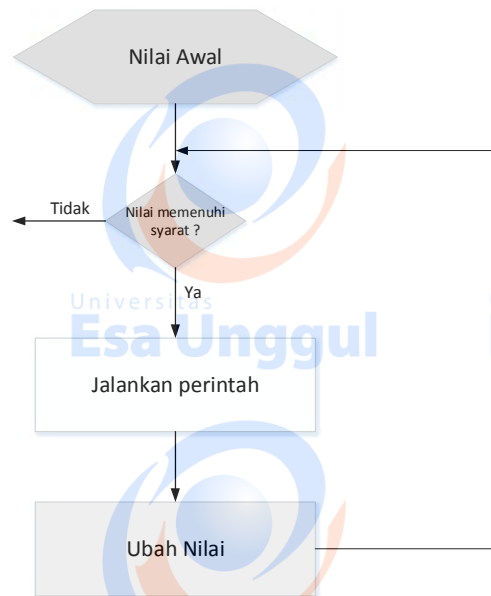 Nilai Awal
Tidak
Nilai memenuhi
syarat ?
Ya
Universitas
Esa Unggul
Jalankan perintah
Ubah Nilai